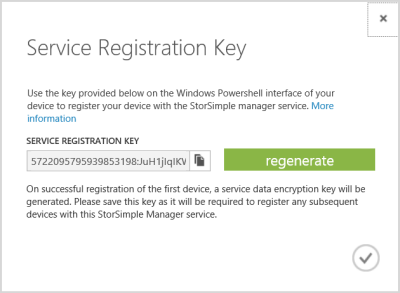 Service Registration Key
Use the key provided below on the Windows Powershell interface of your
device to register your device with the StorSimple manager service. More
information
SERVICE REGISTRATION KEY
5722095795939853198:JuH1jIqIKW
regenerate
On successful registration of the first device, a service data encryption key will be
generated. Please save this key as it will be required to register any subsequent
devices with this StorSimple Manager service.